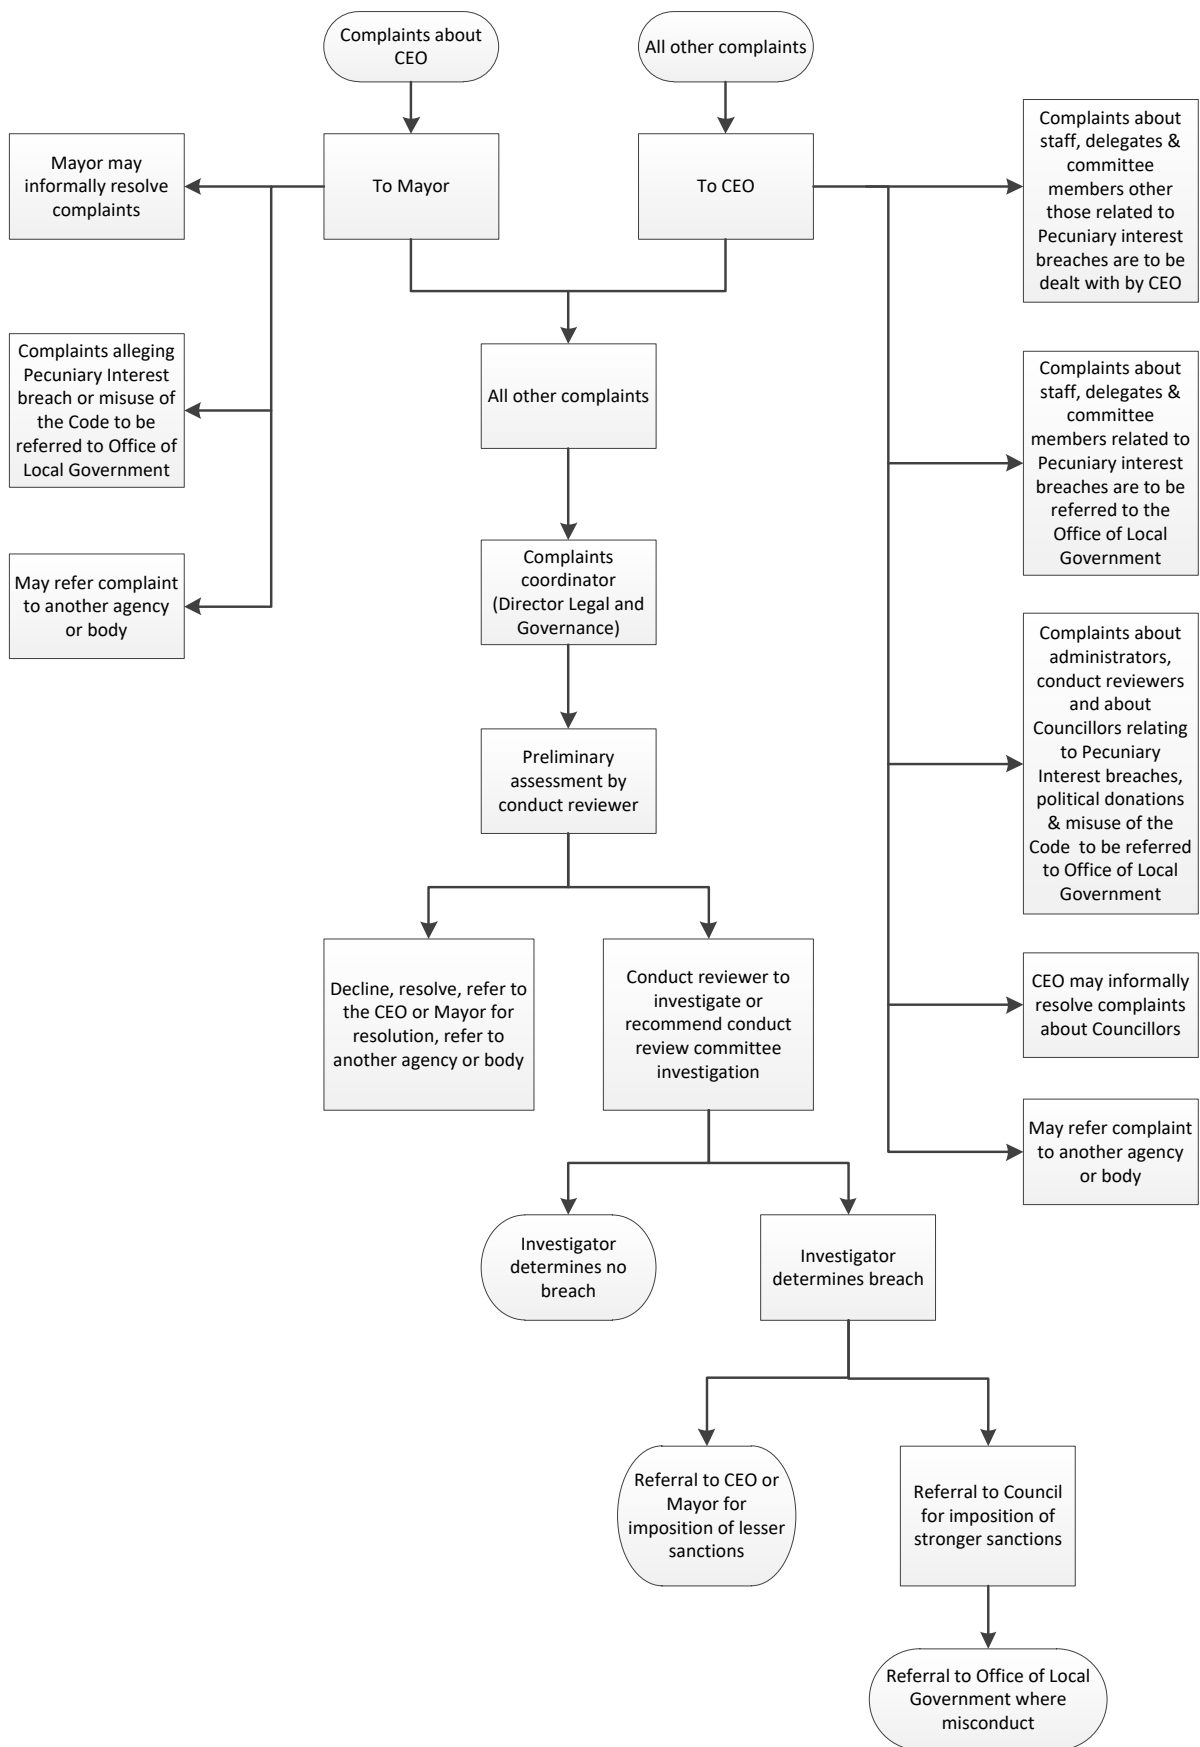 Complaints about
CEO
All other complaints
Mayor may
informally resolve
complaints
To Mayor
To CEO
Complaints about
staff, delegates &
committee
members other
those related to
Pecuniary interest
breaches are to be
dealt with by CEO
Complaints alleging
Pecuniary Interest
breach or misuse of
the Code to be
referred to Office of
Local Government
All other complaints
Complaints about
staff, delegates &
committee
members related to
Pecuniary interest
breaches are to be
referred to the
Office of Local
Government
May refer complaint
to another agency
or body
Complaints
coordinator
(Director Legal and
Governance)
Complaints about
administrators,
conduct reviewers
and about
Councillors relating
to Pecuniary
Interest breaches,
political donations
& misuse of the
Code to be referred
to Office of Local
Government
Preliminary
assessment by
conduct reviewer
Decline, resolve, refer to
the CEO or Mayor for
resolution, refer to
another agency or body
Conduct reviewer to
investigate or
recommend conduct
review committee
investigation
CEO may informally
resolve complaints
about Councillors
May refer complaint
to another agency
or body
Investigator
determines no
breach
Investigator
determines breach
Referral to CEO or
Mayor for
imposition of lesser
sanctions
Referral to Council
for imposition of
stronger sanctions
Referral to Office of Local
Government where
misconduct